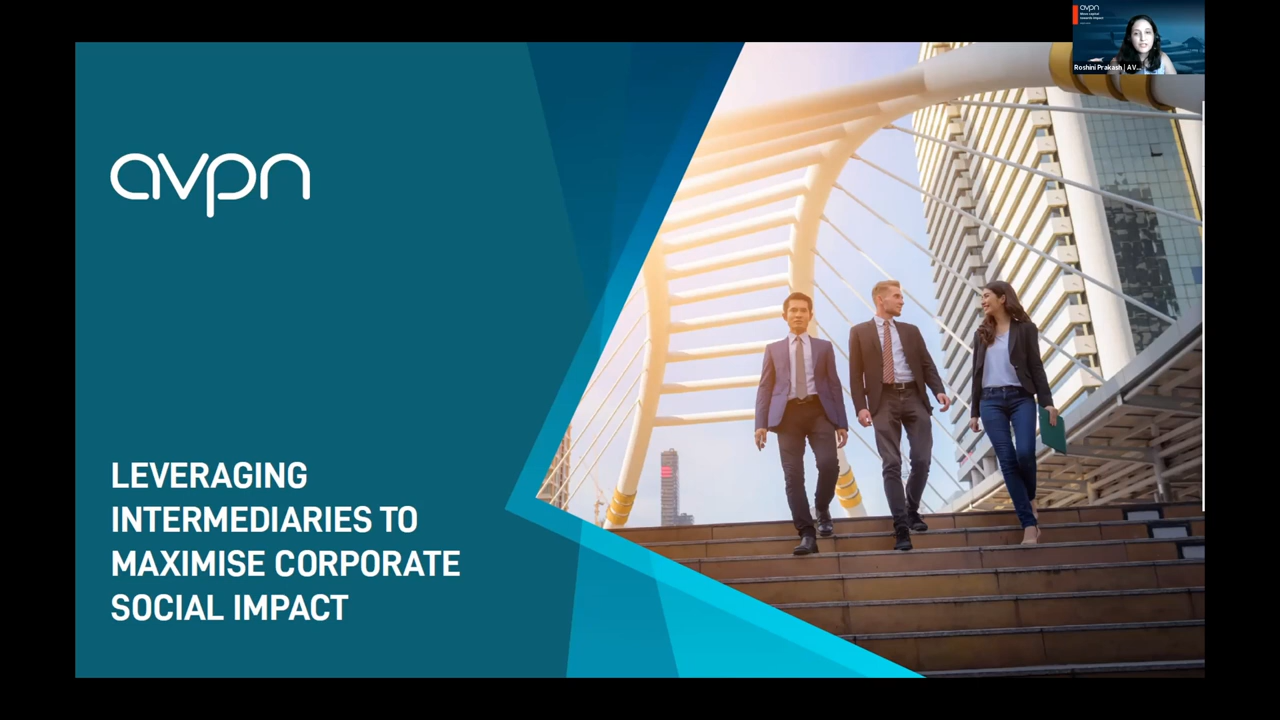 avpn
LEVERAGING
INTERMEDIARIES TO
MAXIMISE CORPORATE
SOCIAL IMPACT
avpn
Roshini Prakash | AV...